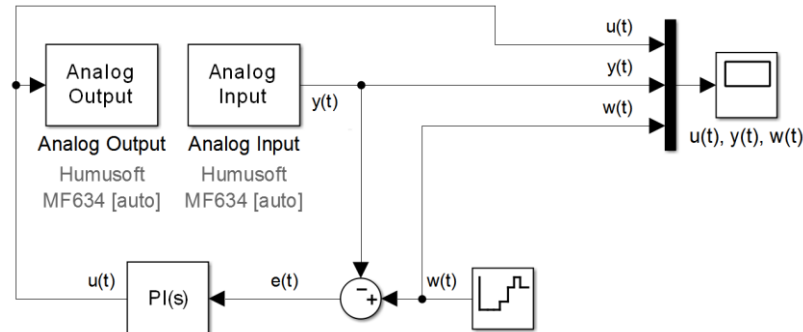 u(t)
Analog
Output
Analog
Input
y(t)
y(t)
w(t)
Analog Output
Analog Input
u(t), y(t), w(t)
Humusoft
MF634 [auto]
Humusoft
MF634 [auto]
u(t)
PI(s)
e(t)
−
+
w(t)